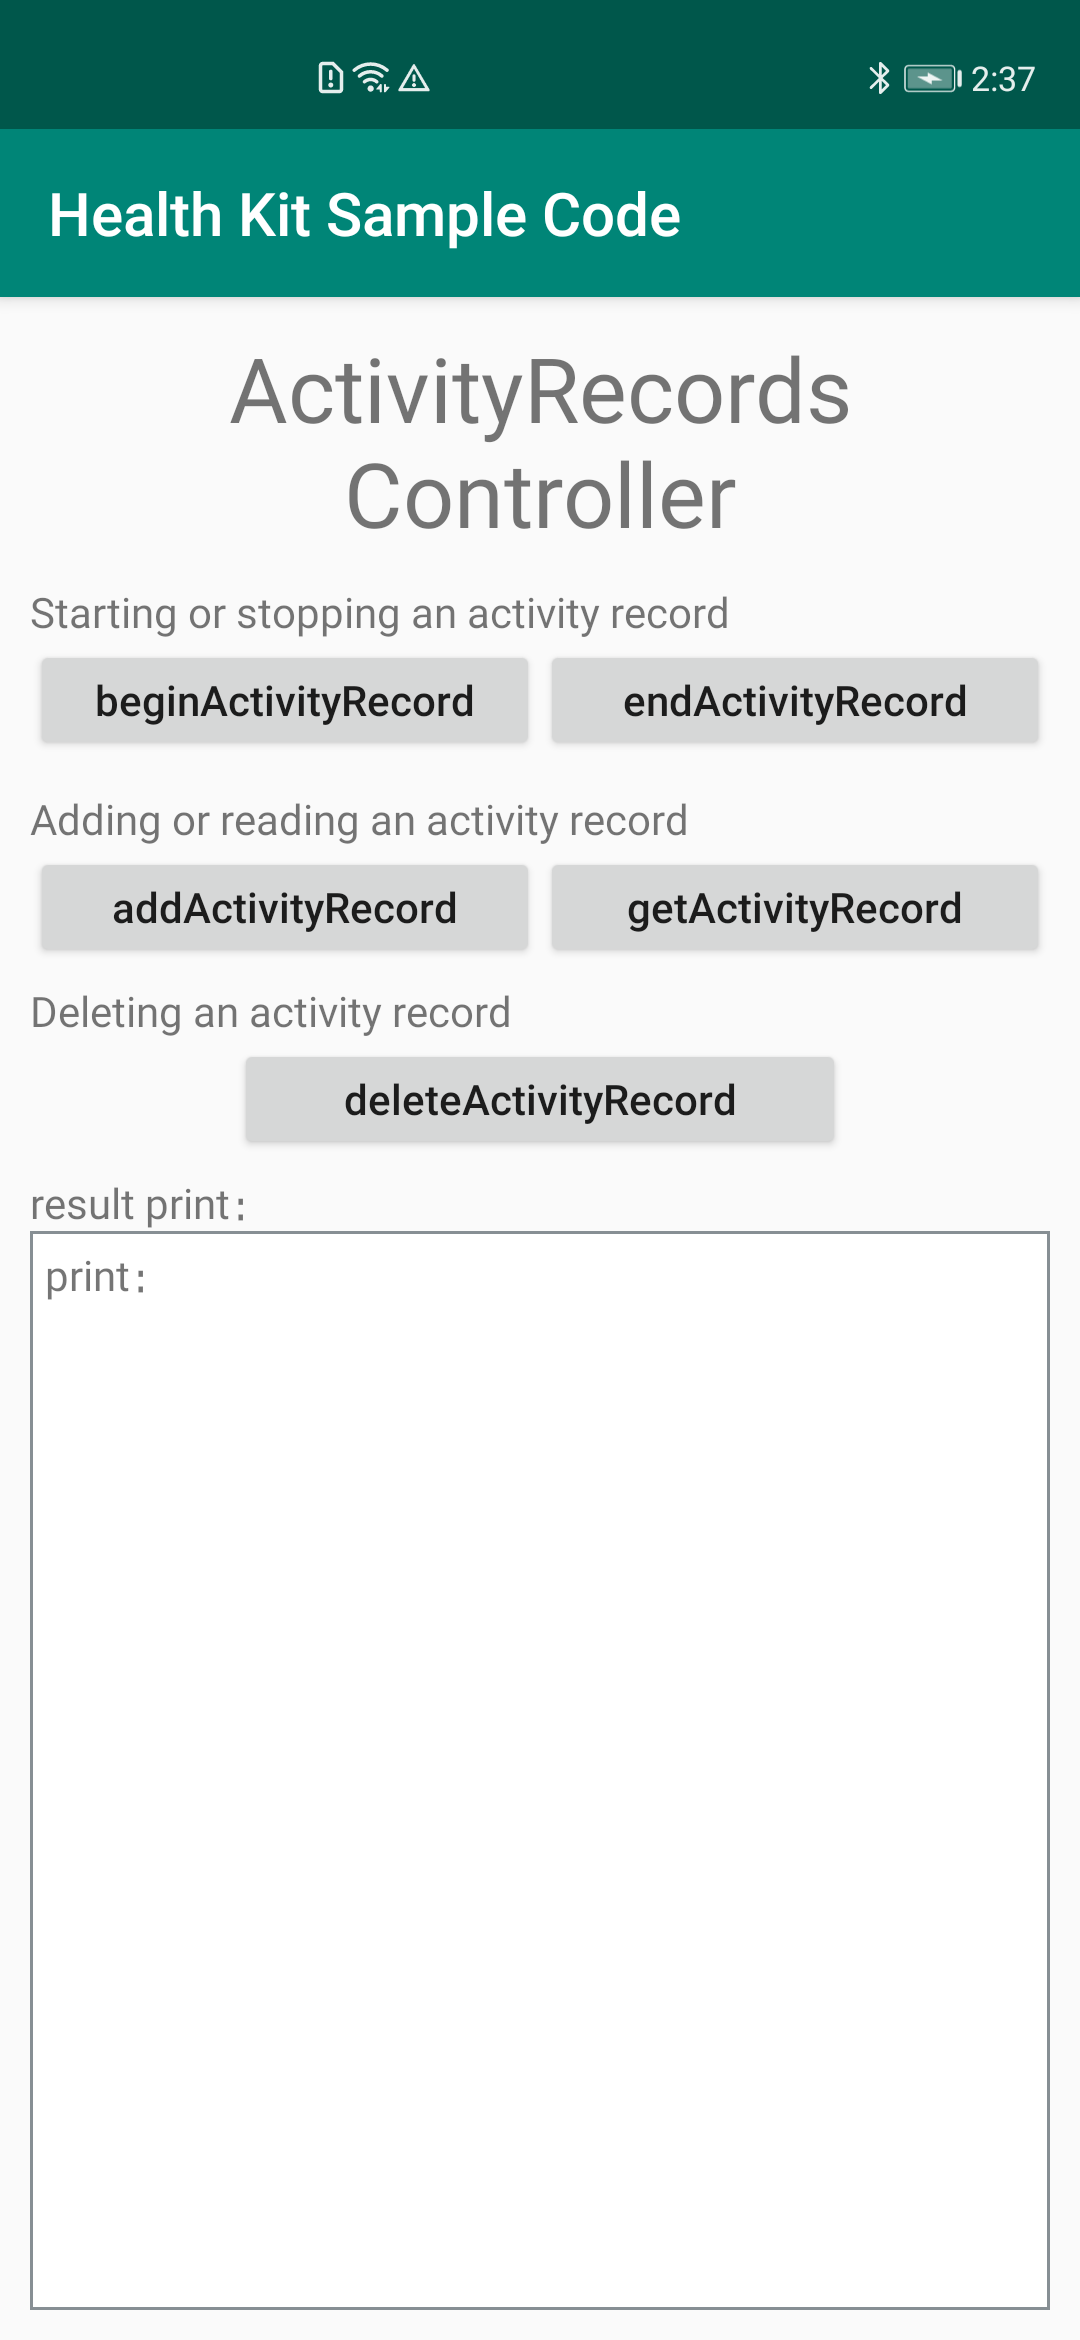 2:37
Health Kit Sample Code
ActivityRecords
Controller
Starting or stopping an activity record
beginActivityRecord endActivityRecord
Adding or reading an activity record
addActivityRecord getActivityRecord
Deleting an activity record
deleteActivityRecord
result print:
print: